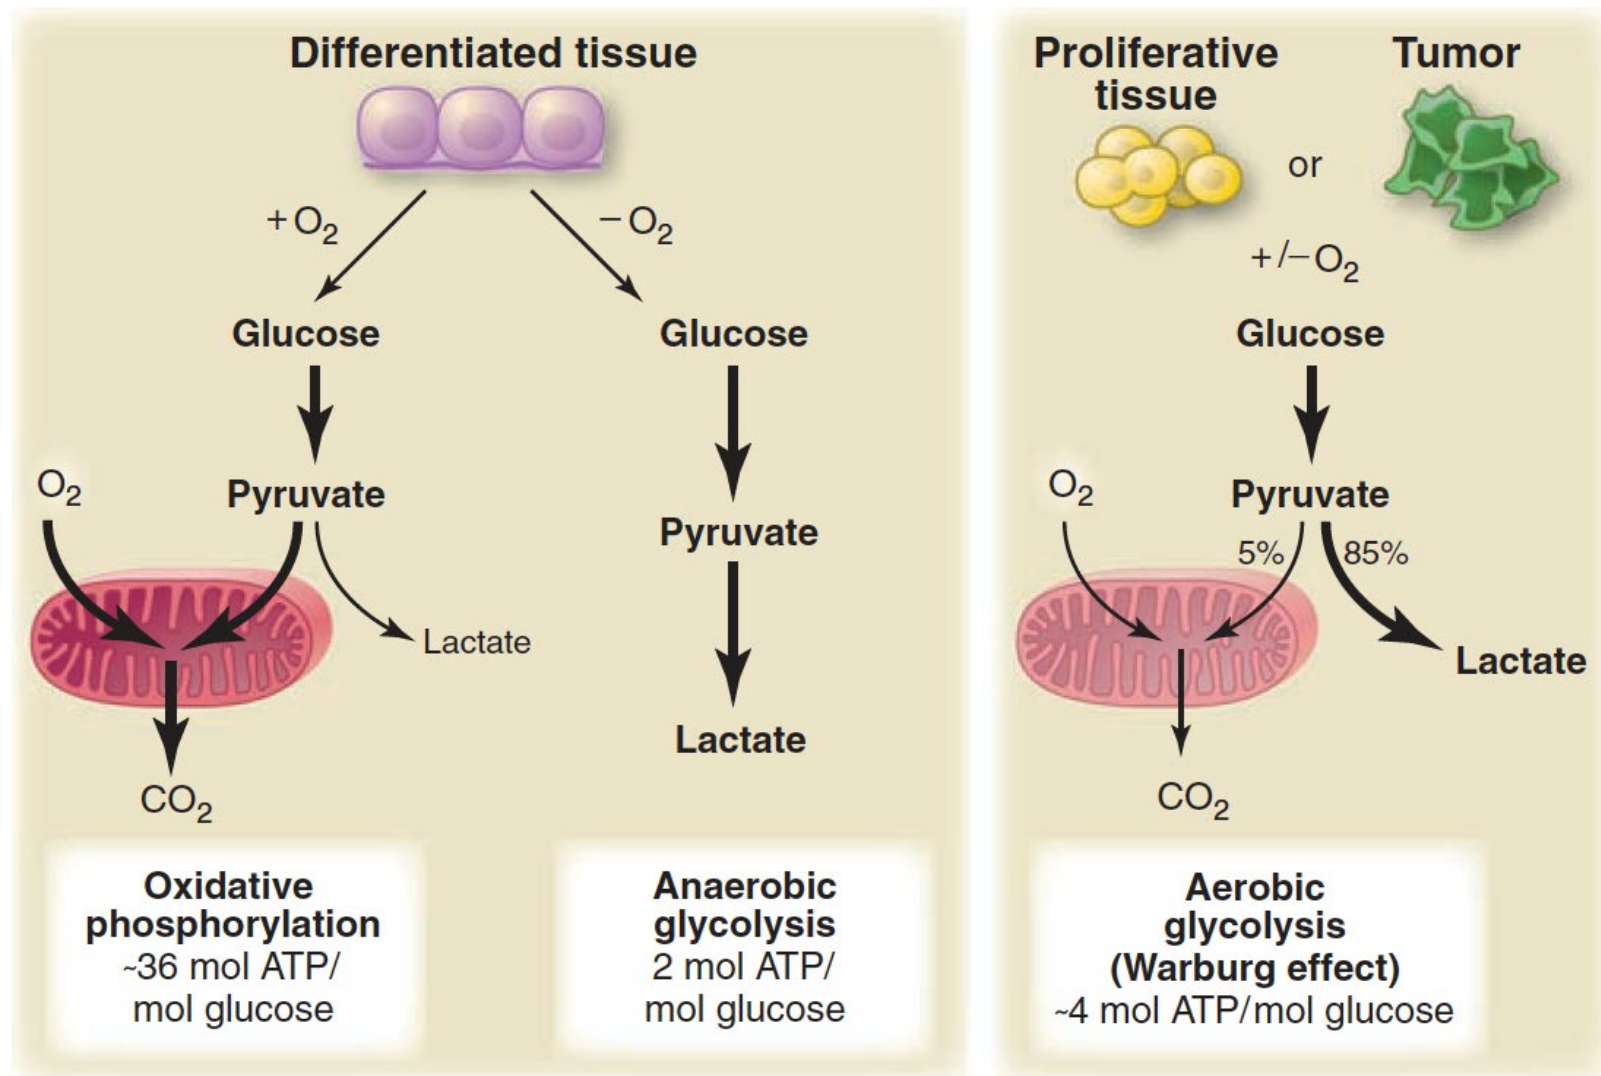 Differentiated tissue
+ O₂
– O₂
Glucose
Glucose
O₂
Pyruvate
Pyruvate
Lactate
Lactate
CO₂
Oxidative
phosphorylation
~36 mol ATP/
mol glucose
Anaerobic
glycolysis
2 mol ATP/
mol glucose
Proliferative
tissue
or
Tumor
+/–O₂
Glucose
O₂
Pyruvate
5%
85%
Lactate
CO₂
Aerobic
glycolysis
(Warburg effect)
~4 mol ATP/mol glucose